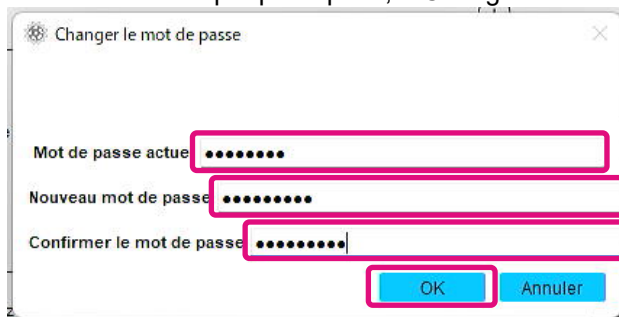 Changer le mot de passe
Mot de passe actue ●●●●●●●●
Nouveau mot de passe ●●●●●●●●●
Confirmer le mot de passe ●●●●●●●●●
OK Annuler